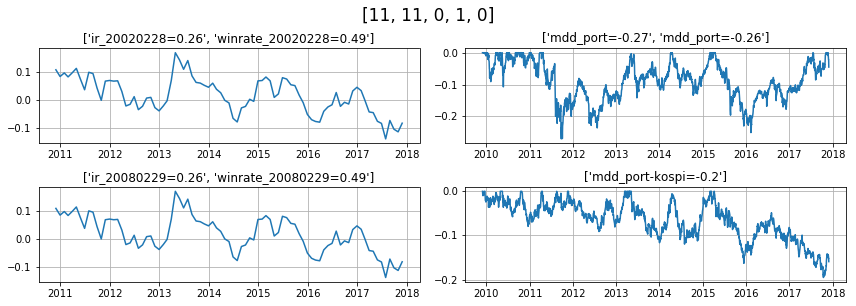 [11, 11, 0, 1, 0]
['ir_20020228=0.26', 'winrate_20020228=0.49']
0.1
0.0
−0.1
2011 2012 2013 2014 2015 2016 2017 2018
['mdd_port=-0.27', 'mdd_port=-0.26']
0.0
−0.1
−0.2
2010 2011 2012 2013 2014 2015 2016 2017 2018
['ir_20080229=0.26', 'winrate_20080229=0.49']
0.1
0.0
−0.1
2011 2012 2013 2014 2015 2016 2017 2018
['mdd_port-kospi=-0.2']
0.0
−0.1
−0.2
2010 2011 2012 2013 2014 2015 2016 2017 2018